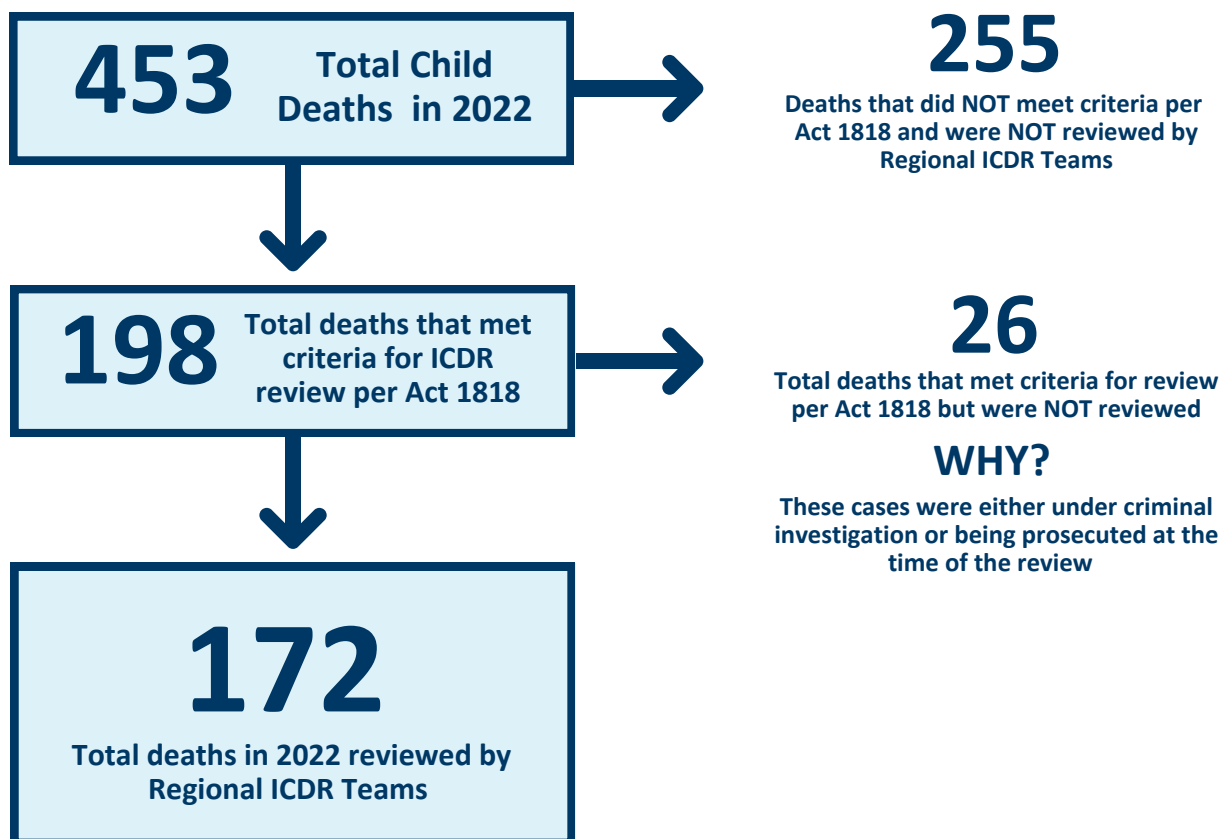 453
Total Child
Deaths in 2022
255
Deaths that did NOT meet criteria per
Act 1818 and were NOT reviewed by
Regional ICDR Teams
198
Total deaths that met
criteria for ICDR
review per Act 1818
26
Total deaths that met criteria for review
per Act 1818 but were NOT reviewed
WHY?
These cases were either under criminal
investigation or being prosecuted at the
time of the review
172
Total deaths in 2022 reviewed by
Regional ICDR Teams